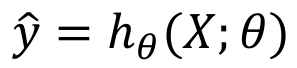 ŷ = h_θ(X; θ)